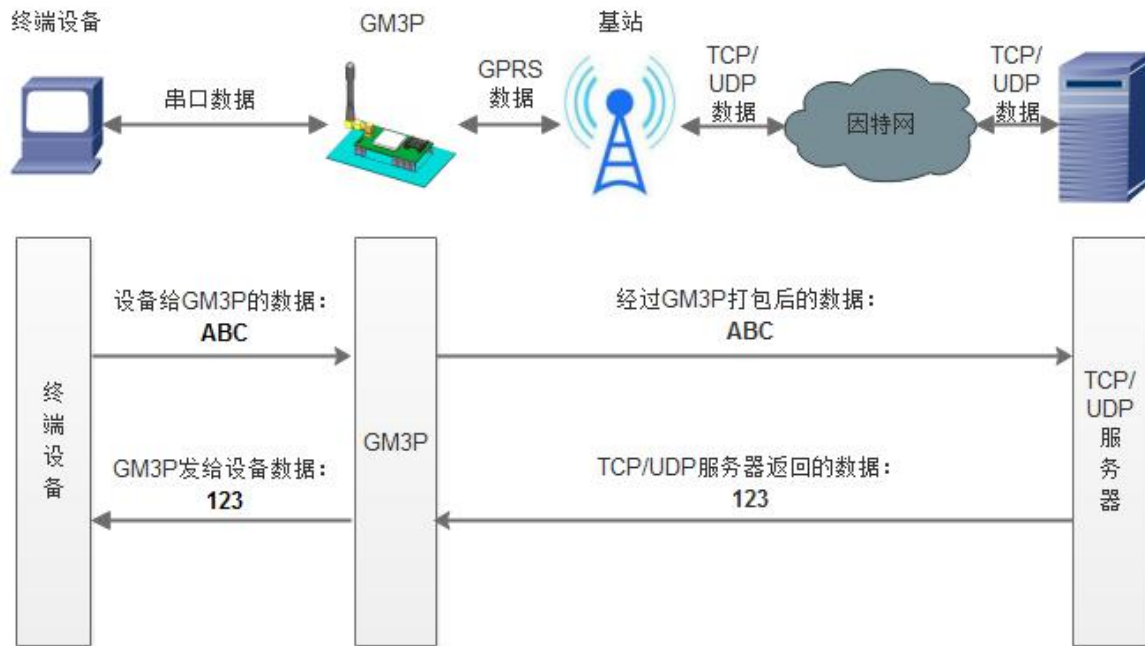 终端设备
GM3P
基站
串口数据
GPRS
数据
TCP/
UDP
数据
因特网
TCP/
UDP
数据
设备给GM3P的数据:
ABC
经过GM3P打包后的数据:
ABC
终
端
设
备
GM3P
TCP/
UDP
服
务
器
GM3P发给设备数据:
123
TCP/UDP服务器返回的数据:
123